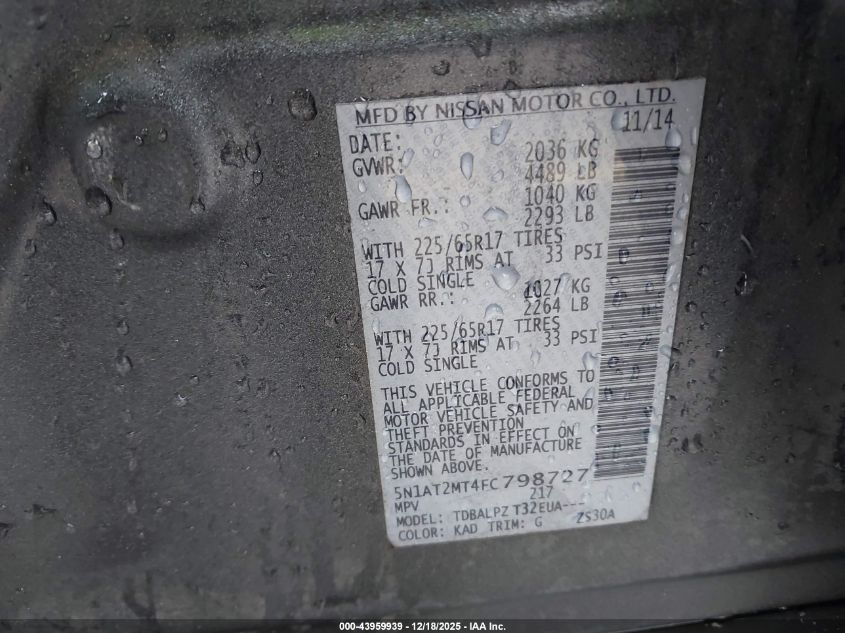 MFD BY NISSAN MOTOR CO., LTD.
DATE: 11/14
GVWR: 2036 KG
4489 LB
GAWR FR.: 1040 KG
2293 LB
WITH 225/65R17 TIRES
17 X 7J RIMS AT 33 PSI
COLD SINGLE
GAWR RR.: 1027 KG
2264 LB
WITH 225/65R17 TIRES
17 X 7J RIMS AT 33 PSI
COLD SINGLE
THIS VEHICLE CONFORMS TO
ALL APPLICABLE FEDERAL
MOTOR VEHICLE SAFETY AND
THEFT PREVENTION
STANDARDS IN EFFECT ON
THE DATE OF MANUFACTURE
SHOWN ABOVE.
5N1AT2MT4FC798727
MPV 217
MODEL: TDBALPZ T32EUA---
COLOR: KAD TRIM: G ZS30A
000-43959939 - 12/18/2025 - IAA Inc.